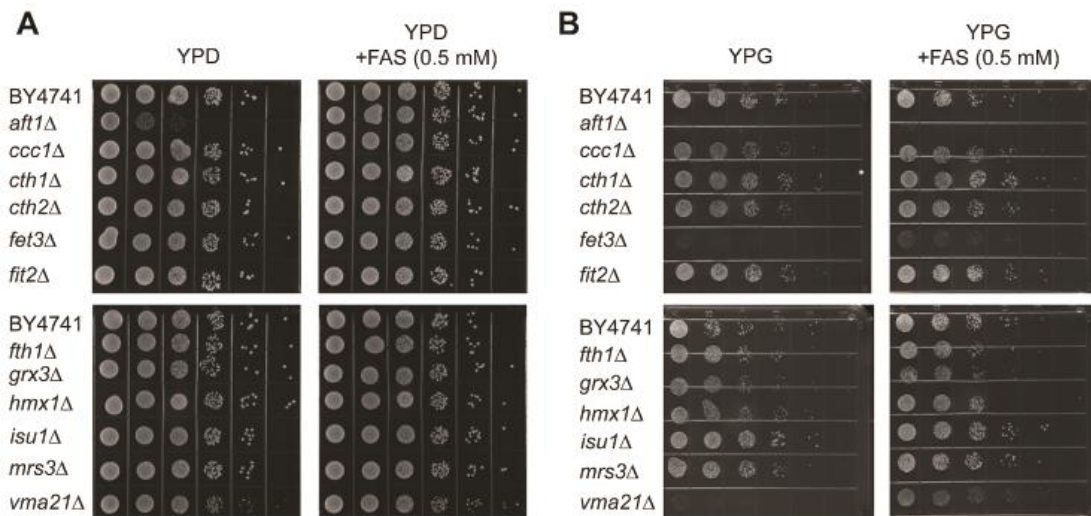 A
YPD
YPD
+FAS (0.5 mM)
BY4741
aft1Δ
ccc1Δ
cth1Δ
cth2Δ
fet3Δ
fit2Δ
BY4741
fth1Δ
grx3Δ
hmx1Δ
isu1Δ
mrs3Δ
vma21Δ
B
YPG
YPG
+FAS (0.5 mM)
BY4741
aft1Δ
ccc1Δ
cth1Δ
cth2Δ
fet3Δ
fit2Δ
BY4741
fth1Δ
grx3Δ
hmx1Δ
isu1Δ
mrs3Δ
vma21Δ